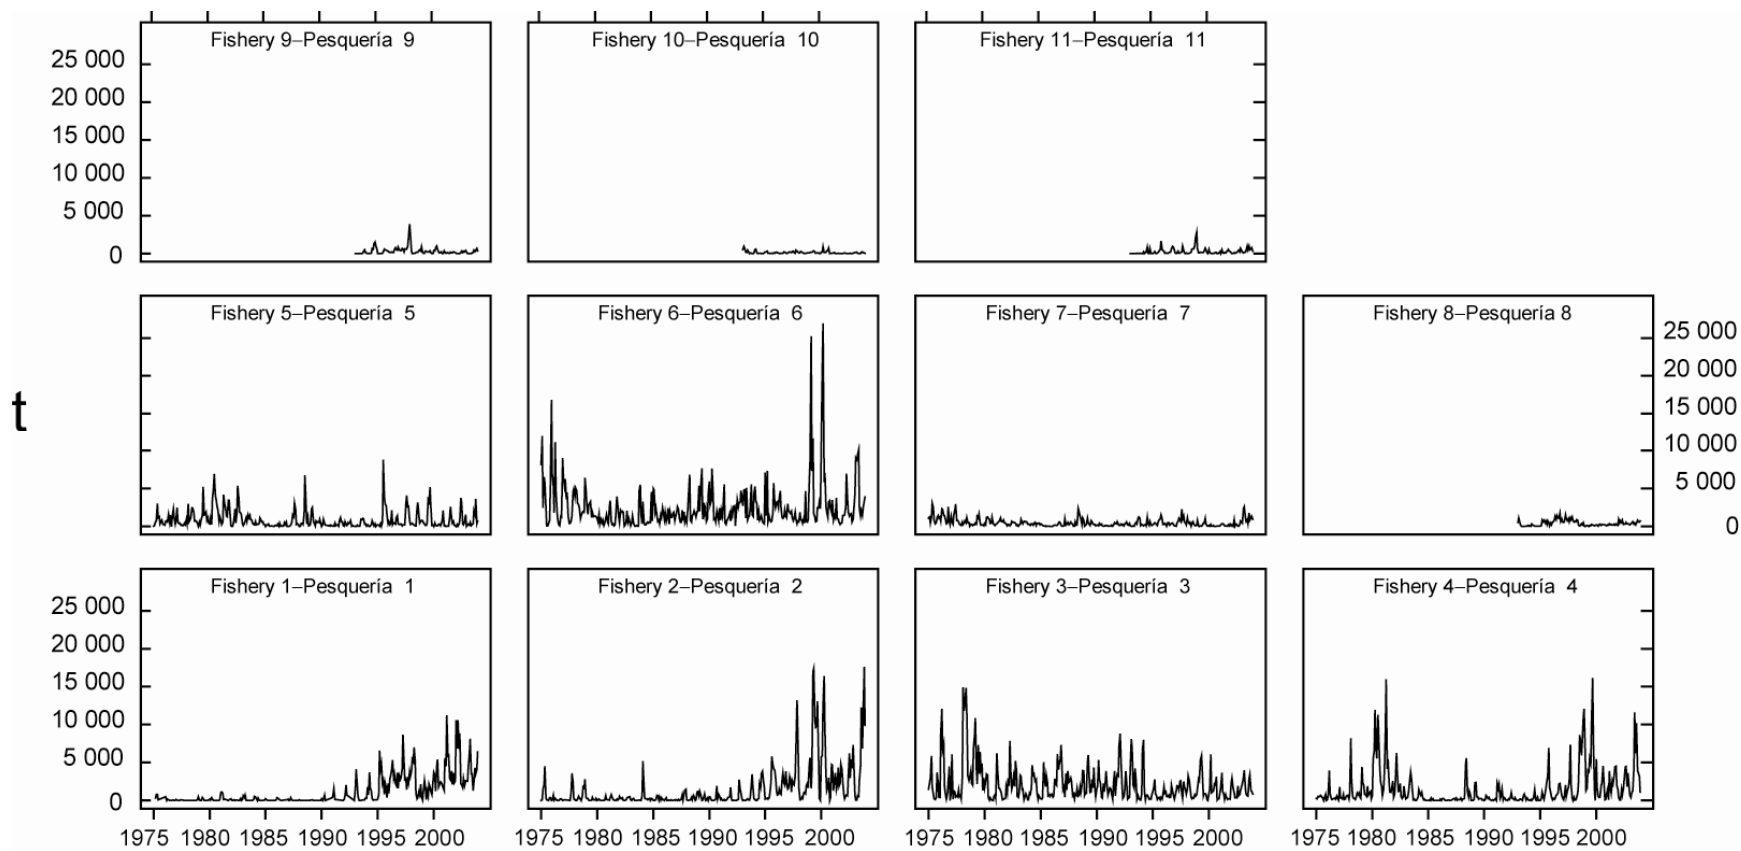 Fishery 9–Pesquería 9
Fishery 10–Pesquería 10
Fishery 11–Pesquería 11
25 000
20 000
15 000
10 000
5 000
0
Fishery 5–Pesquería 5
Fishery 6–Pesquería 6
Fishery 7–Pesquería 7
Fishery 8–Pesquería 8
25 000
20 000
15 000
10 000
5 000
0
t
Fishery 1–Pesquería 1
Fishery 2–Pesquería 2
Fishery 3–Pesquería 3
Fishery 4–Pesquería 4
25 000
20 000
15 000
10 000
5 000
0
1975 1980 1985 1990 1995 2000
1975 1980 1985 1990 1995 2000
1975 1980 1985 1990 1995 2000
1975 1980 1985 1990 1995 2000